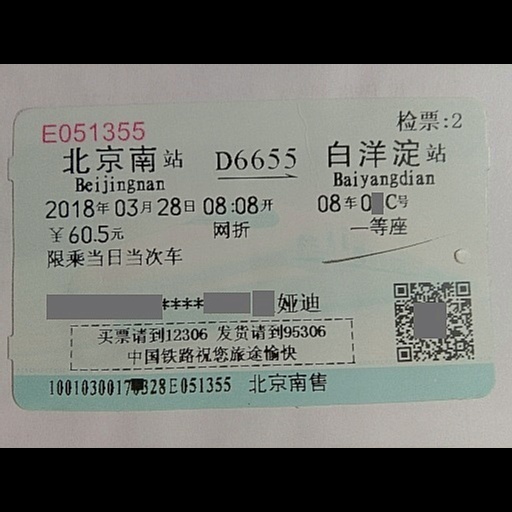 E051355 检票:2
北京南站 D6655 白洋淀站
Beijingnan Baiyangdian
2018年03月28日08:08开 08车0 C号
￥60.5元 网折 一等座
限乘当日当次车
**** 娅迪
买票请到12306 发货请到95306
中国铁路祝您旅途愉快
10010300170328E051355 北京南售